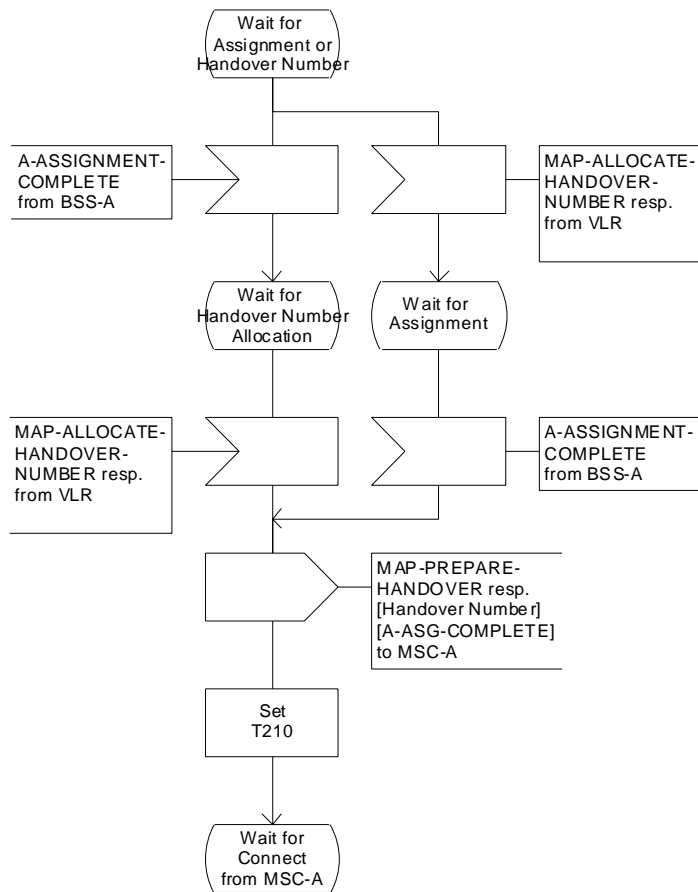 Wait for
Assignment or
Handover Number
A-ASSIGNMENT-
COMPLETE
from BSS-A
MAP-ALLOCATE-
HANDOVER-
NUMBER resp.
from VLR
Wait for
Handover Number
Allocation
Wait for
Assignment
MAP-ALLOCATE-
HANDOVER-
NUMBER resp.
from VLR
A-ASSIGNMENT-
COMPLETE
from BSS-A
MAP-PREPARE-
HANDOVER resp.
[Handover Number]
[A-ASG-COMPLETE]
to MSC-A
Set
T210
Wait for
Connect
from MSC-A